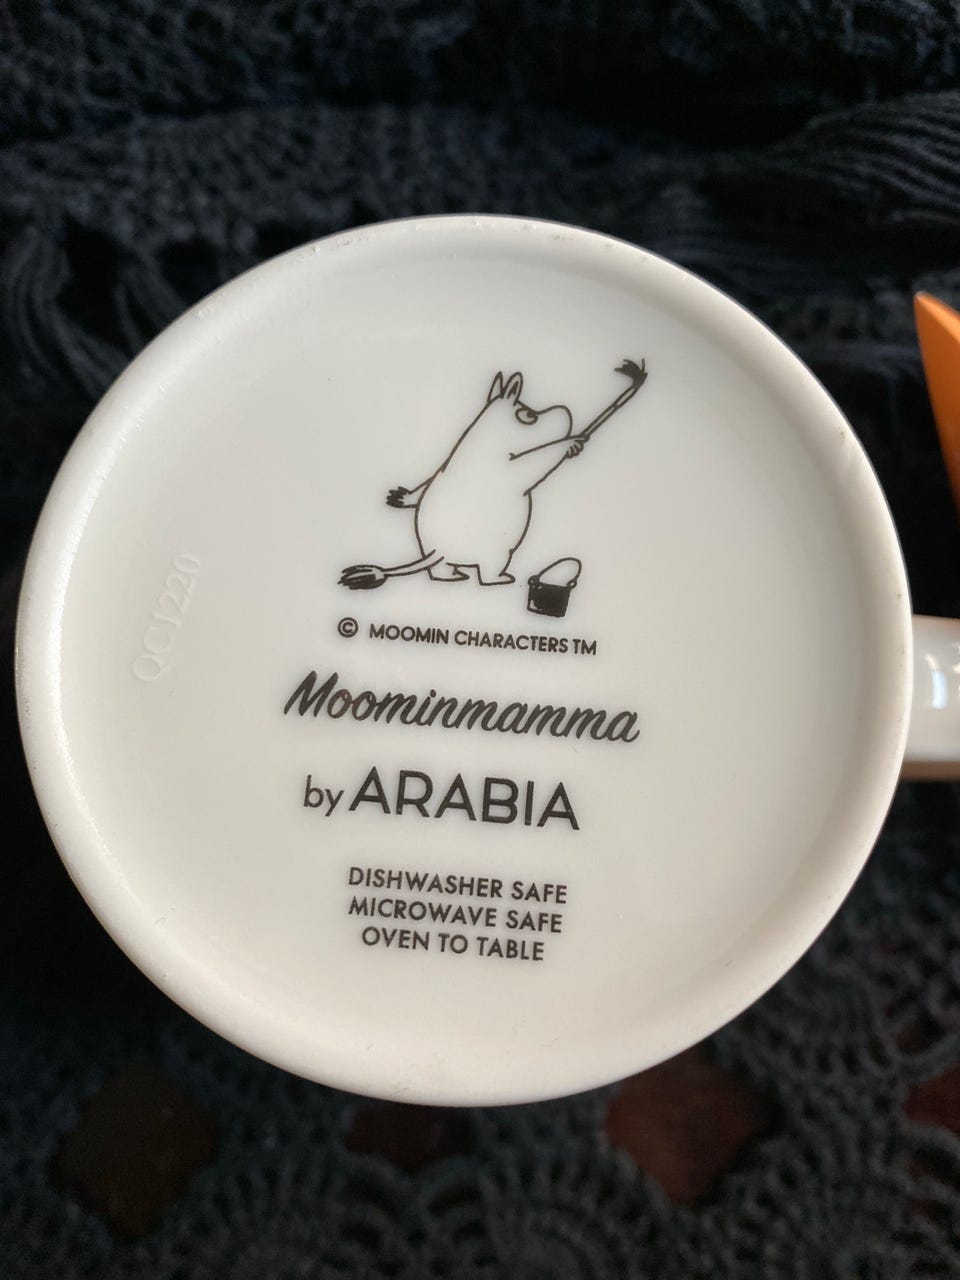 © MOOMIN CHARACTERS TM
Moominmamma
by ARABIA
DISHWASHER SAFE
MICROWAVE SAFE
OVEN TO TABLE
QC1220